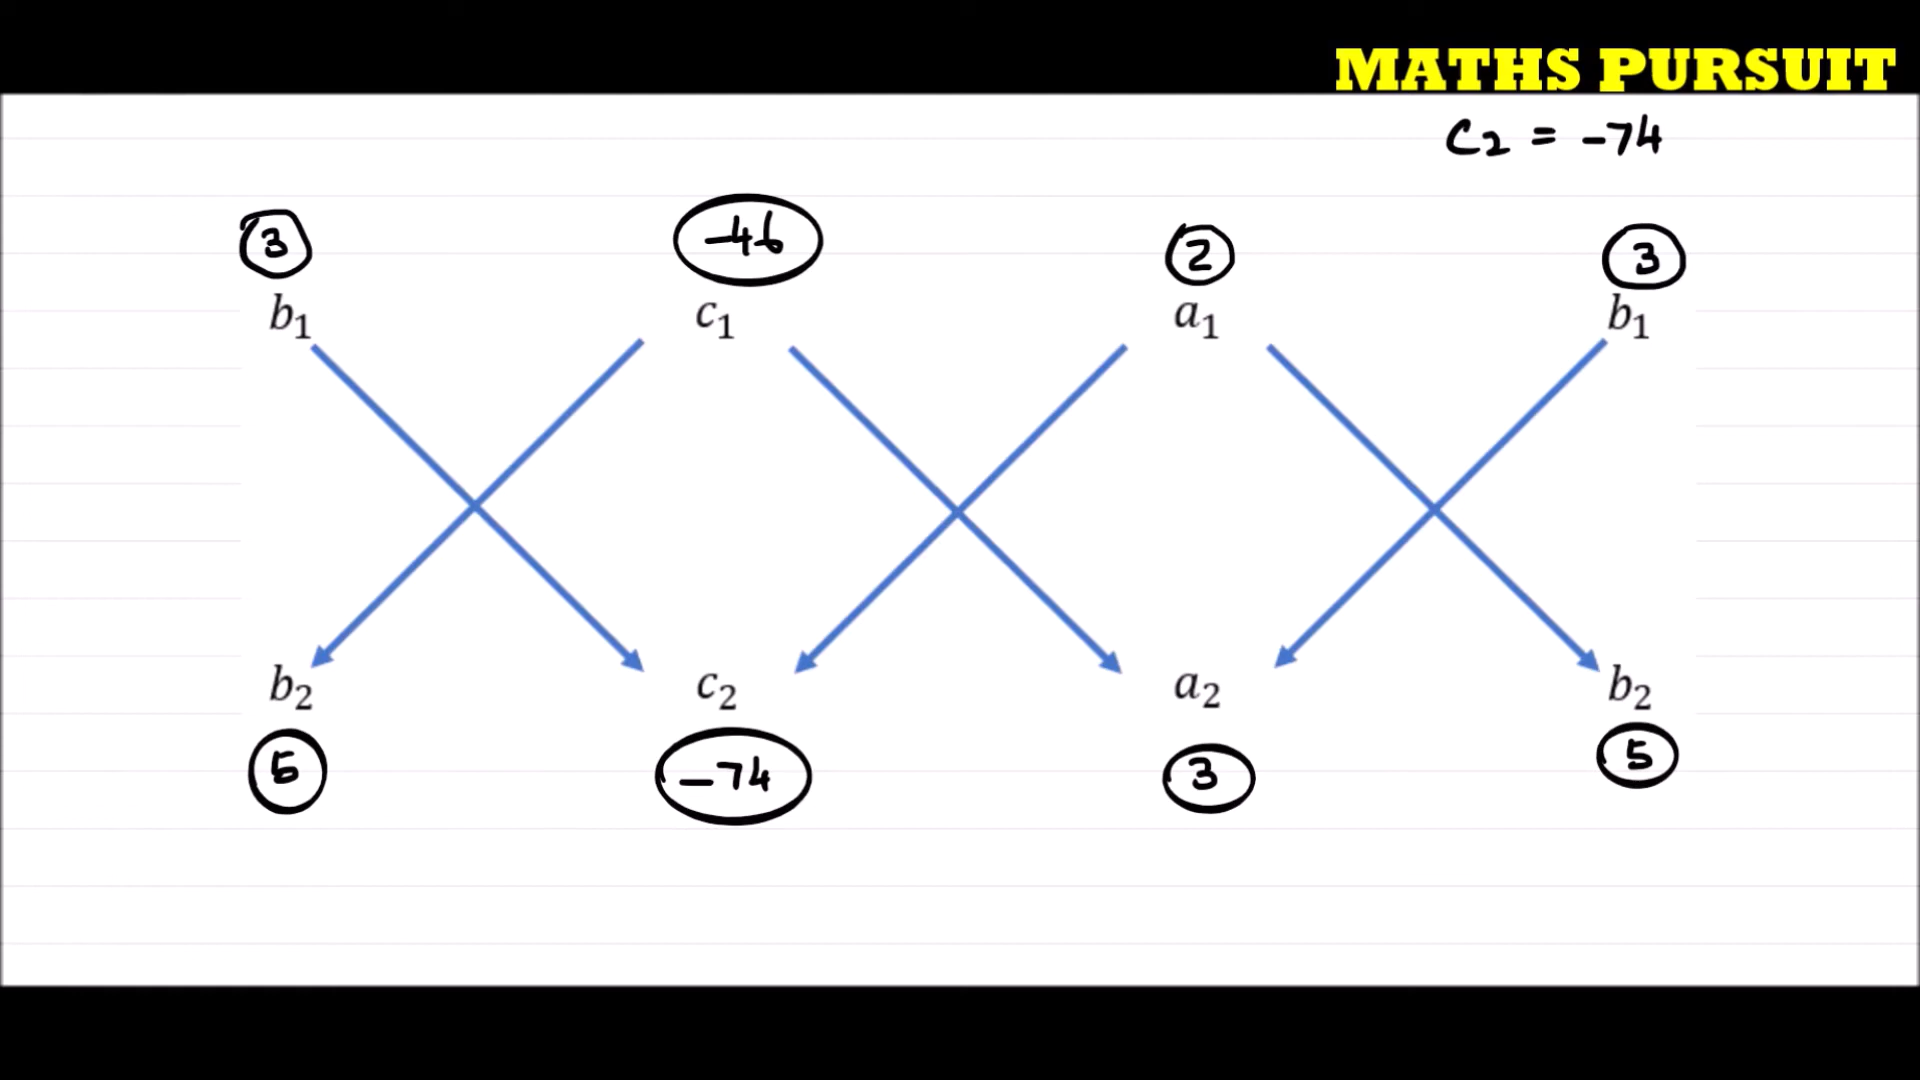 MATHS PURSUIT
C2 = -74
3 -46 2 3
b₁ c₁ a₁ b₁
b₂ c₂ a₂ b₂
5 -74 3 5